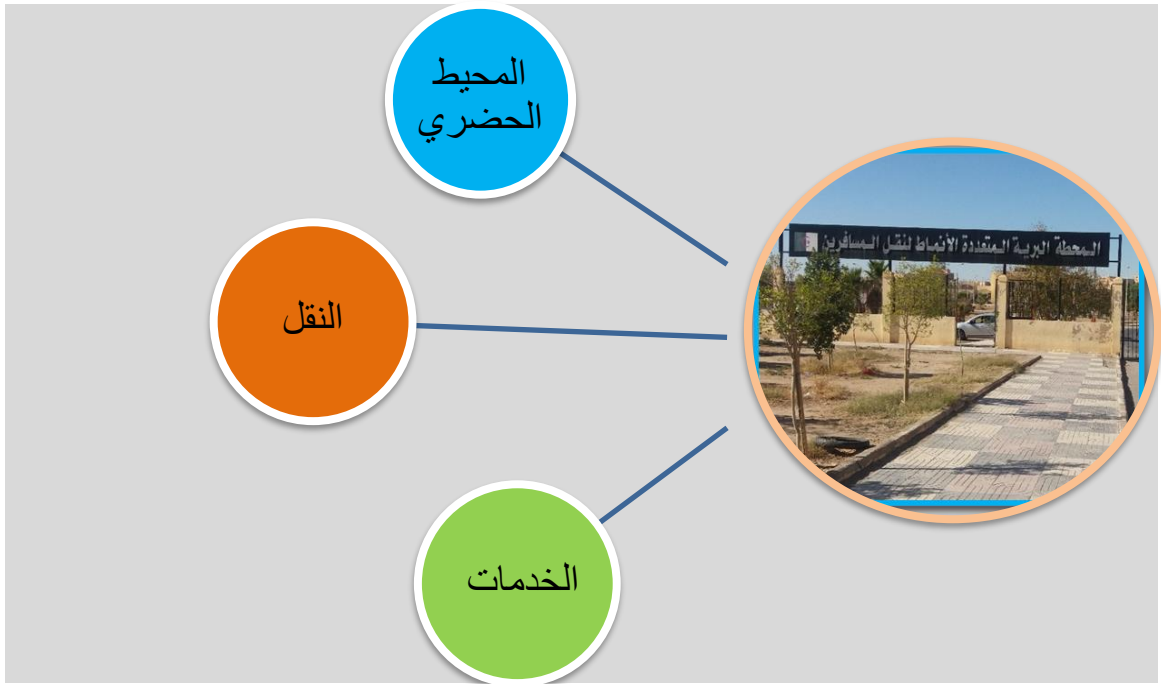 المحيط
الحضري
المحطة البرية المتعددة الأنماط لنقل المسافرين
النقل
الخدمات